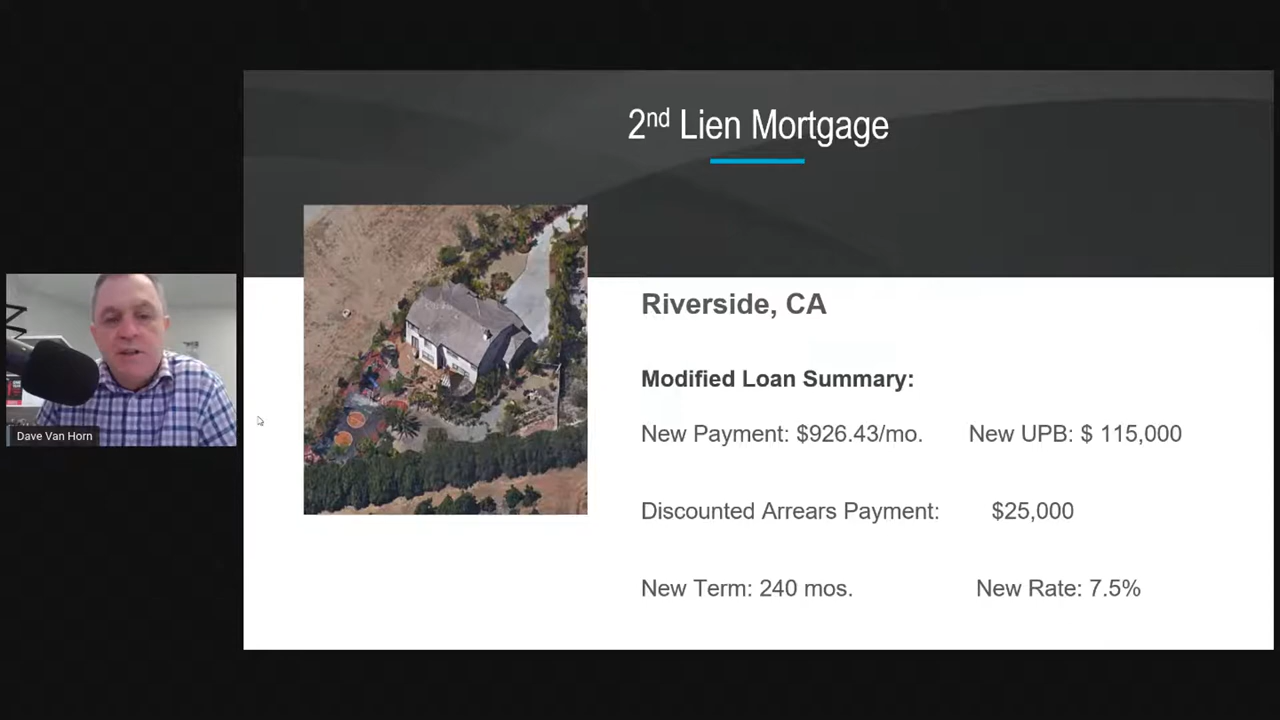 2nd Lien Mortgage
Riverside, CA
Modified Loan Summary:
New Payment: $926.43/mo. New UPB: $ 115,000
Discounted Arrears Payment: $25,000
New Term: 240 mos. New Rate: 7.5%
Dave Van Horn